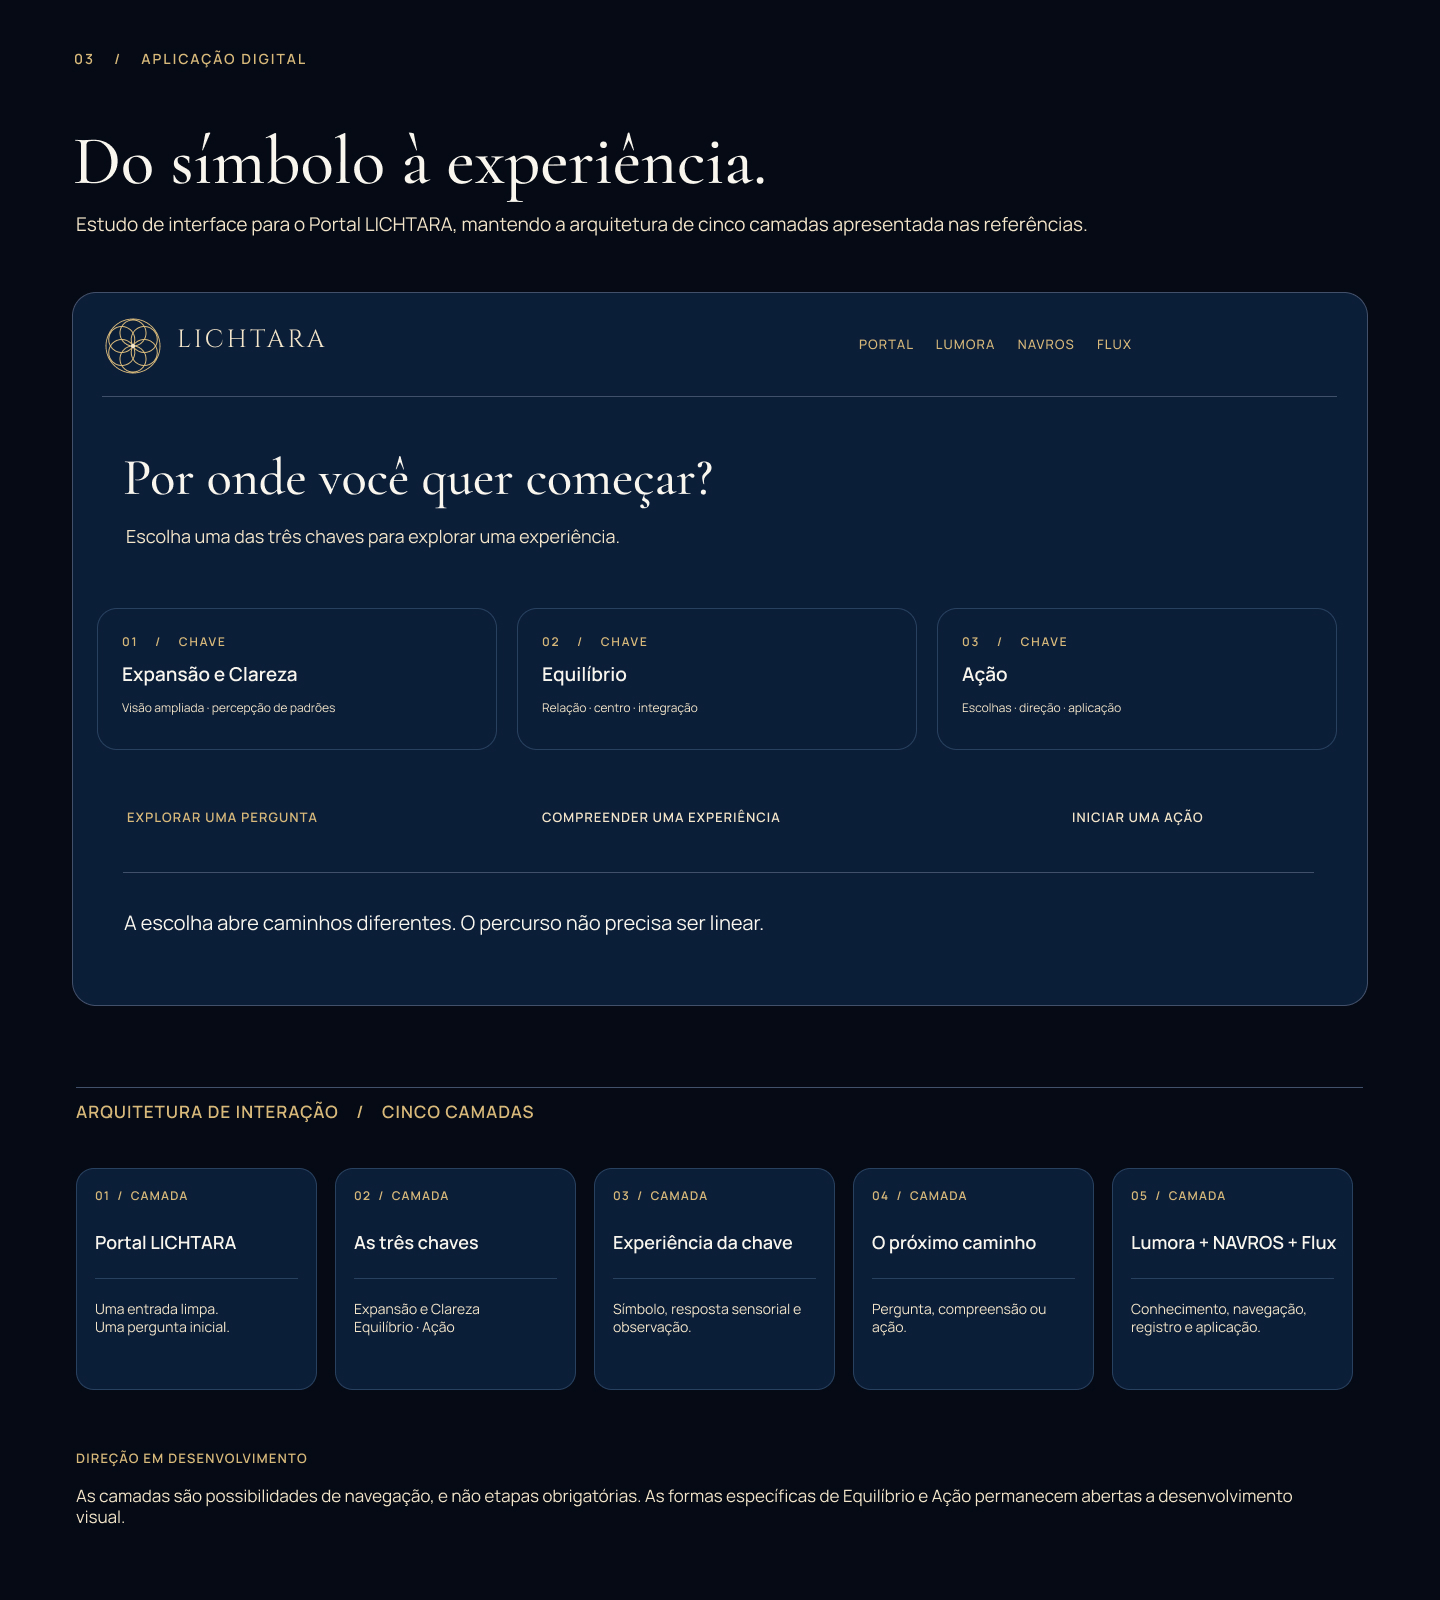 03 / APLICAÇÃO DIGITAL
Do símbolo à experiência.
Estudo de interface para o Portal LICHTARA, mantendo a arquitetura de cinco camadas apresentada nas referências.
LICHTARA
PORTAL LUMORA NAVROS FLUX
Por onde você quer começar?
Escolha uma das três chaves para explorar uma experiência.
01 / CHAVE
Expansão e Clareza
Visão ampliada · percepção de padrões
02 / CHAVE
Equilíbrio
Relação · centro · integração
03 / CHAVE
Ação
Escolhas · direção · aplicação
EXPLORAR UMA PERGUNTA
COMPREENDER UMA EXPERIÊNCIA
INICIAR UMA AÇÃO
A escolha abre caminhos diferentes. O percurso não precisa ser linear.
ARQUITETURA DE INTERAÇÃO / CINCO CAMADAS
01 / CAMADA
Portal LICHTARA
Uma entrada limpa.
Uma pergunta inicial.
02 / CAMADA
As três chaves
Expansão e Clareza
Equilíbrio · Ação
03 / CAMADA
Experiência da chave
Símbolo, resposta sensorial e
observação.
04 / CAMADA
O próximo caminho
Pergunta, compreensão ou
ação.
05 / CAMADA
Lumora + NAVROS + Flux
Conhecimento, navegação,
registro e aplicação.
DIREÇÃO EM DESENVOLVIMENTO
As camadas são possibilidades de navegação, e não etapas obrigatórias. As formas específicas de Equilíbrio e Ação permanecem abertas a desenvolvimento
visual.